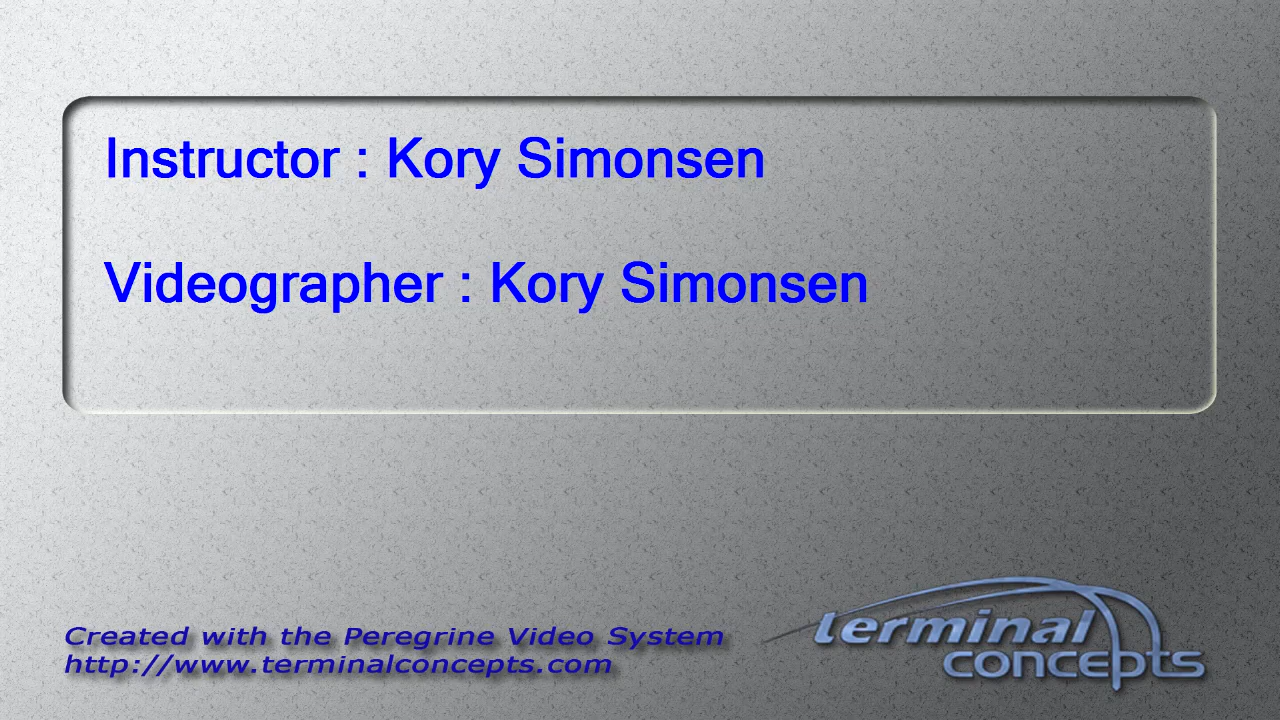 Instructor : Kory Simonsen
Videographer : Kory Simonsen
Created with the Peregrine Video System
http://www.terminalconcepts.com
terminal
concepts